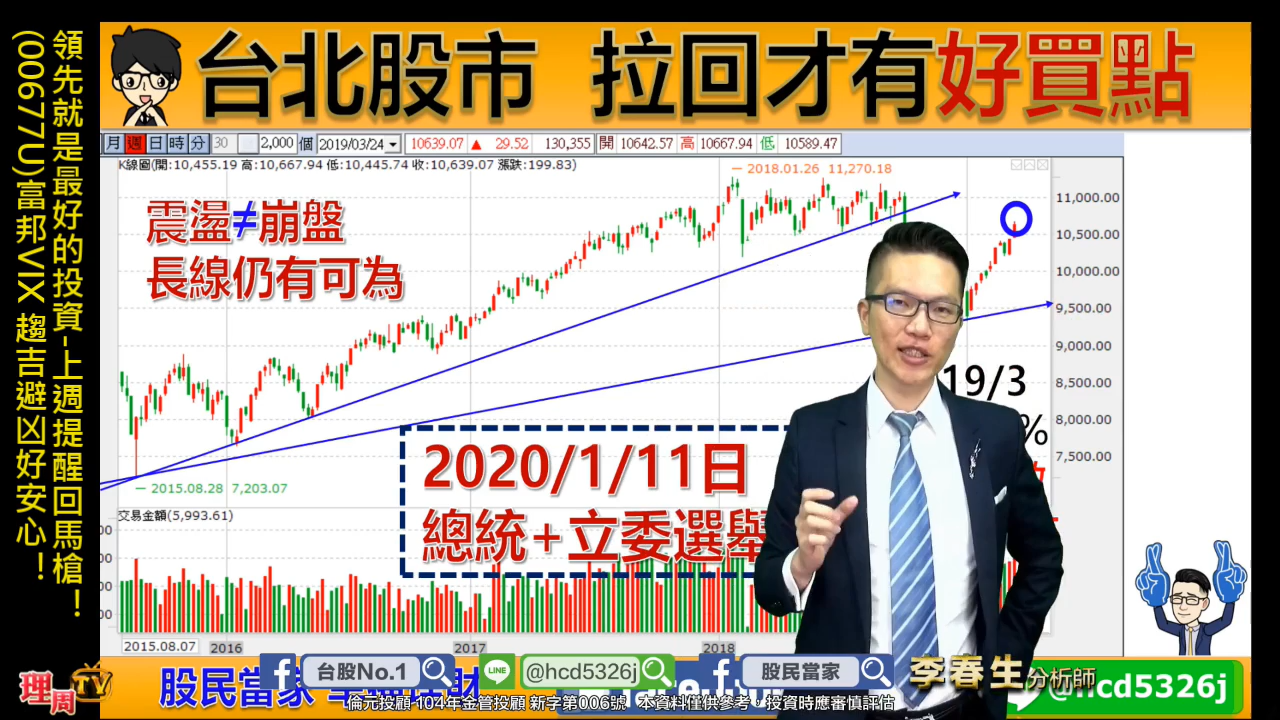 台北股市 拉回才有好買點
領先就是最好的投資-上週提醒回馬槍！
(00677U)富邦VIX 趨吉避凶好安心！
月 週 日 時 分 30 2,000 個 2019/03/24 10639.07 ▲ 29.52 130,355 開 10642.57 高 10667.94 低 10589.47
K線圖(開:10,455.19 高:10,667.94 低:10,445.74 收:10,639.07 漲跌:199.83)
2018.01.26 11,270.18
震盪≠崩盤
長線仍有可為
11,000.00
10,500.00
10,000.00
9,500.00
9,000.00
8,500.00
8,000.00
7,500.00
19/3
%
2020/1/11日
總統+立委選舉
2015.08.28 7,203.07
交易金額(5,993.61)
2015.08.07 2016 2017 2018
理周TV
股民當家
台股No.1
LINE @hcd5326j
股民當家
李春生分析師
@hcd5326j
倫元投顧 104年金管投顧 新字第006號 本資料僅供參考，投資時應審慎評估